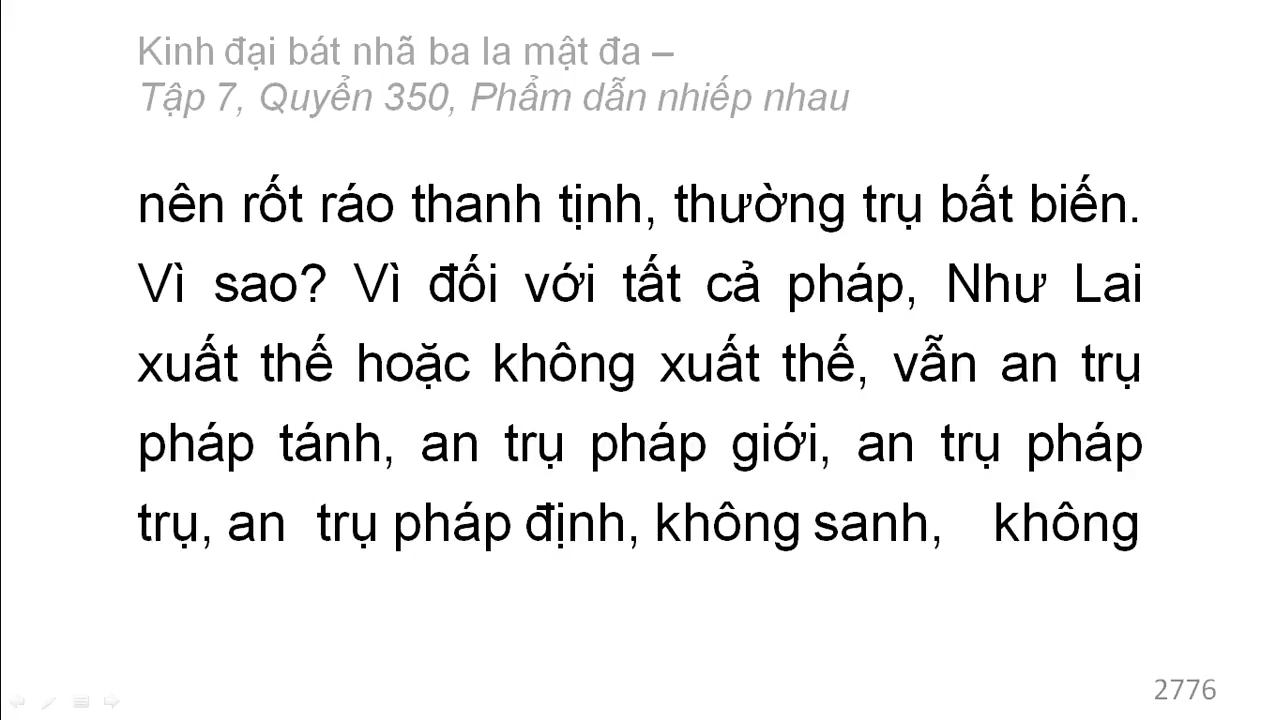 Kinh đại bát nhã ba la mật đa –
Tập 7, Quyển 350, Phẩm dẫn nhiếp nhau
nên rốt ráo thanh tịnh, thường trụ bất biến.
Vì sao? Vì đối với tất cả pháp, Như Lai
xuất thế hoặc không xuất thế, vẫn an trụ
pháp tánh, an trụ pháp giới, an trụ pháp
trụ, an trụ pháp định, không sanh, không
2776